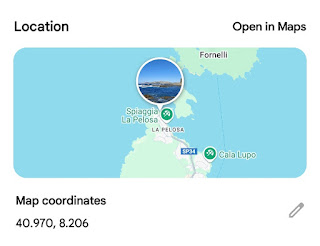 Location
Open in Maps
Fornelli
Spiaggia
La Pelosa
LA PELOSA
SP34
Cala Lupo
Map coordinates
40.970, 8.206